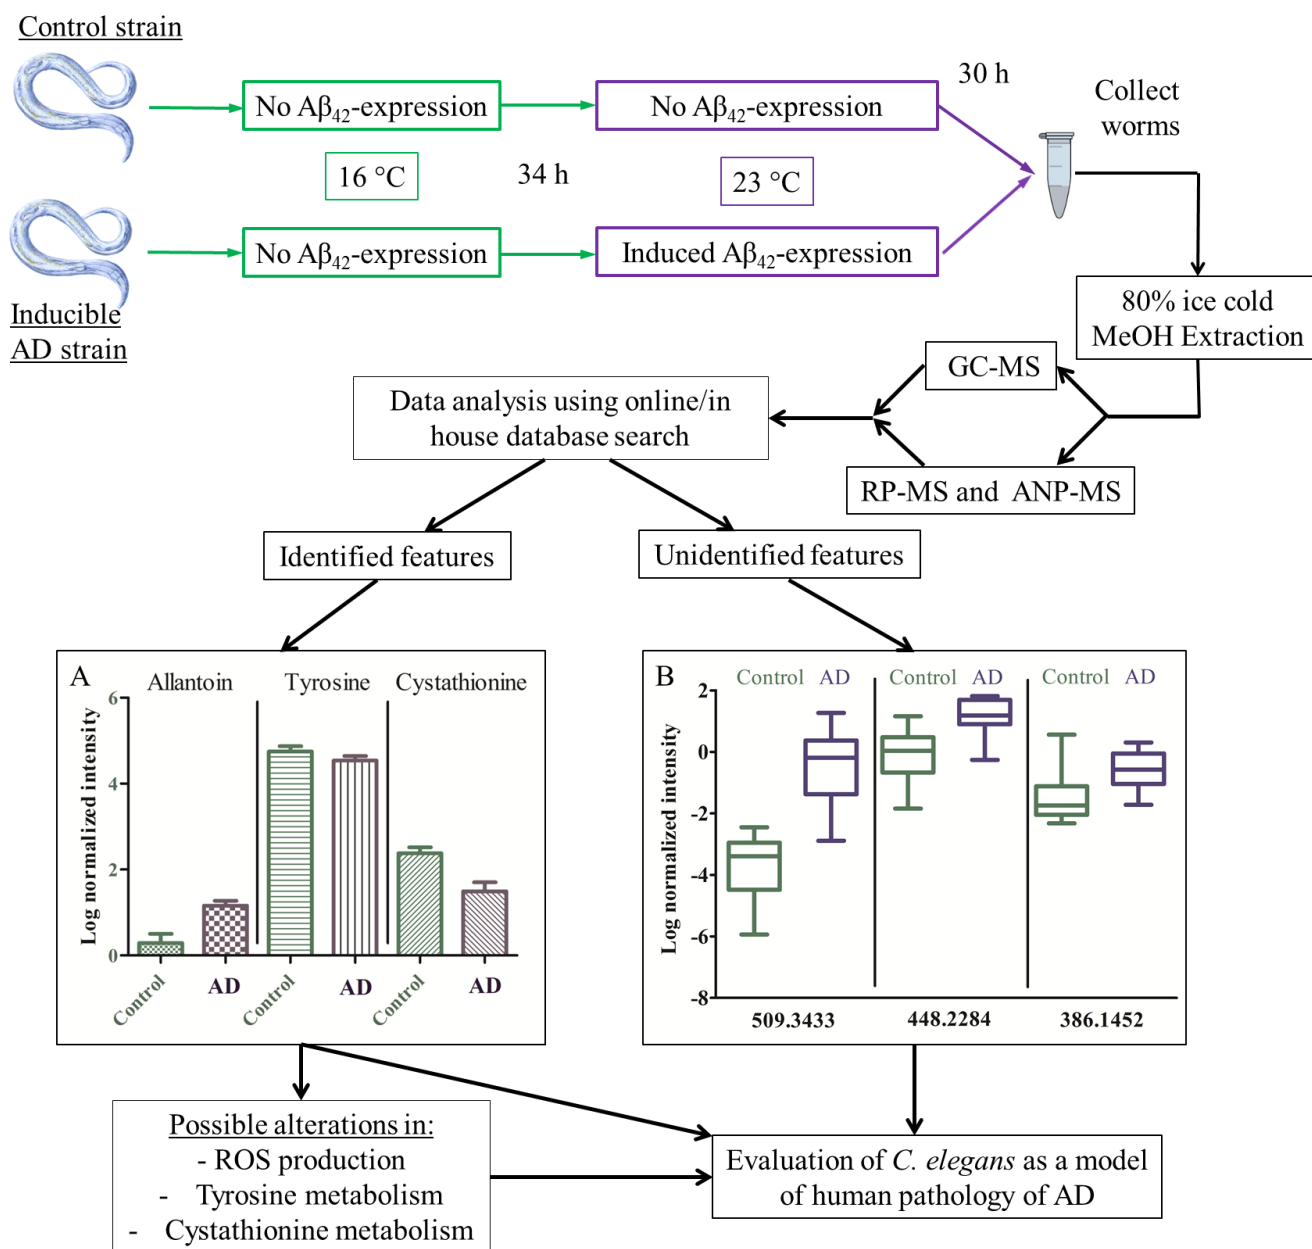 Control strain
No Aβ₄₂-expression
No Aβ₄₂-expression
30 h
Collect
worms
16 °C
34 h
23 °C
No Aβ₄₂-expression
Induced Aβ₄₂-expression
Inducible
AD strain
80% ice cold
MeOH Extraction
GC-MS
RP-MS and ANP-MS
Data analysis using online/in
house database search
Identified features
Unidentified features
A
Allantoin
Tyrosine
Cystathionine
Log normalized intensity
6
4
2
0
Control
AD
Control
AD
Control
AD
B
Control
AD
Control
AD
Control
AD
Log normalized intensity
2
0
-2
-4
-6
-8
509.3433
448.2284
386.1452
Possible alterations in:
- ROS production
- Tyrosine metabolism
- Cystathionine metabolism
Evaluation of C. elegans as a model
of human pathology of AD